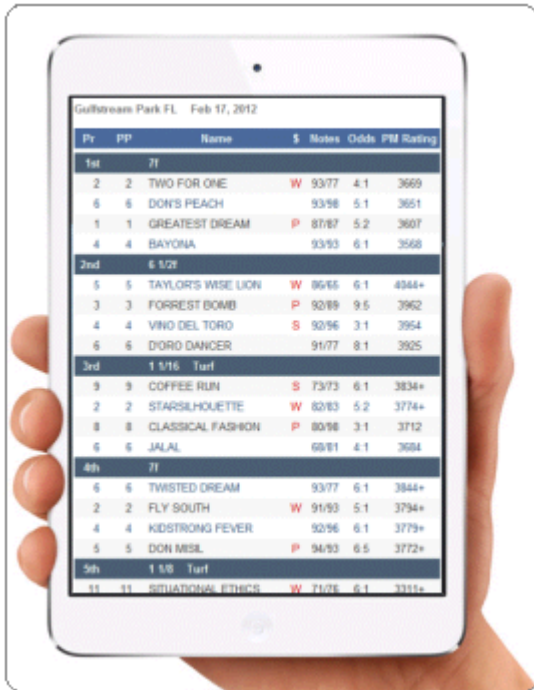 Gulfstream Park FL Feb 17, 2012
Pr PP Name $ Notes Odds PM Rating
1st 7f
2 2 TWO FOR ONE W 93/77 4:1 3669
6 6 DON'S PEACH 93/98 5:1 3651
1 1 GREATEST DREAM P 87/87 5:2 3607
4 4 BAYONA 93/93 6:1 3568
2nd 6 1/2f
5 5 TAYLOR'S WISE LION W 86/65 6:1 4044+
3 3 FORREST BOMB P 92/89 9:5 3962
4 4 VINO DEL TORO S 92/96 3:1 3954
6 6 D'ORO DANCER 91/77 8:1 3925
3rd 1 1/16 Turf
9 9 COFFEE RUN S 73/73 6:1 3834+
2 2 STARSILHOUETTE W 82/83 5:2 3774+
8 8 CLASSICAL FASHION P 80/98 3:1 3712
6 6 JALAL 68/81 4:1 3684
4th 7f
6 6 TWISTED DREAM 93/77 6:1 3844+
2 2 FLY SOUTH W 91/93 5:1 3794+
4 4 KIDSTRONG FEVER 92/96 6:1 3779+
5 5 DON MISIL P 94/93 6:5 3772+
5th 1 1/8 Turf
11 11 SITUATIONAL ETHICS W 71/76 6:1 3311+